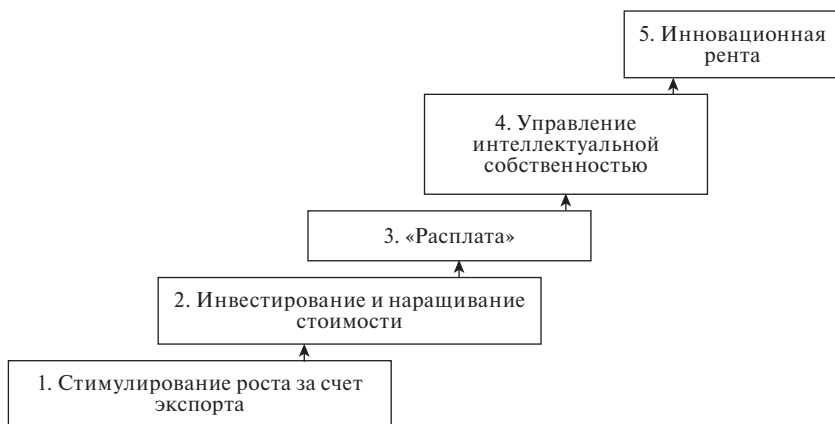 5. Инновационная
рента
4. Управление
интеллектуальной
собственностью
3. «Расплата»
2. Инвестирование и наращивание
стоимости
1. Стимулирование роста за счет
экспорта